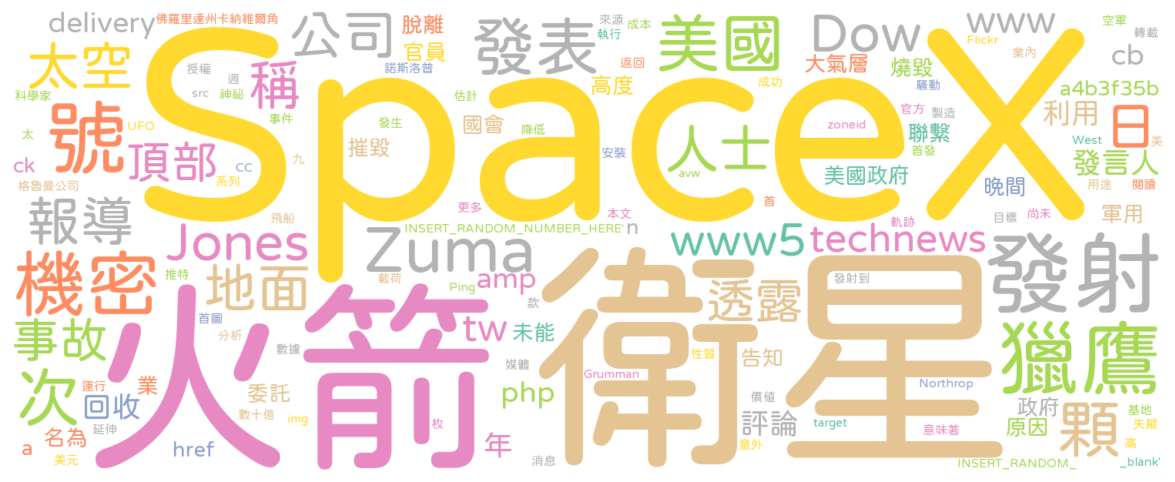 delivery
佛羅里達州卡納維爾角
脫離
公司
官員
來源
成本
執行
發表
返回
美國
Dow
www
空軍
轉載
Flickr
業內
cb
太空
授權
週
諾斯洛普
高度
大氣層
燒毀
成功
騷動
a4b3f35b
科學家
src
神秘
稱
估計
SpaceX
利用
事件
號
太
UFO
發生
國會
降低
人士
zoneid
官方
製造
聯繫
日
首發
West
美
ck
頂部
cc
九
摧毀
安裝
avw
美國政府
發言人
格魯曼公司
系列
晚間
用途
閱讀
報導
飛船
更多
本文
首
軌跡
目標
尚未
軍用
INSERT_RANDOM_NUMBER_HERE'
n
Jones
Zuma
www5
technews
機密
推特
地面
載荷
Ping
amp
發射到
發射
火箭
衛星
透露
款
事故
首圖
分析
tw
未能
數據
媒體
性質
告知
獵鷹
次
運行
業
回收
延伸
委託
數十億
img
php
Grumman
價值
Northrop
政府
基地
失蹤
顆
評論
target
原因
a
名為
美元
href
枚
年
消息
意外
意味著
高
INSERT_RANDOM_
_blank'